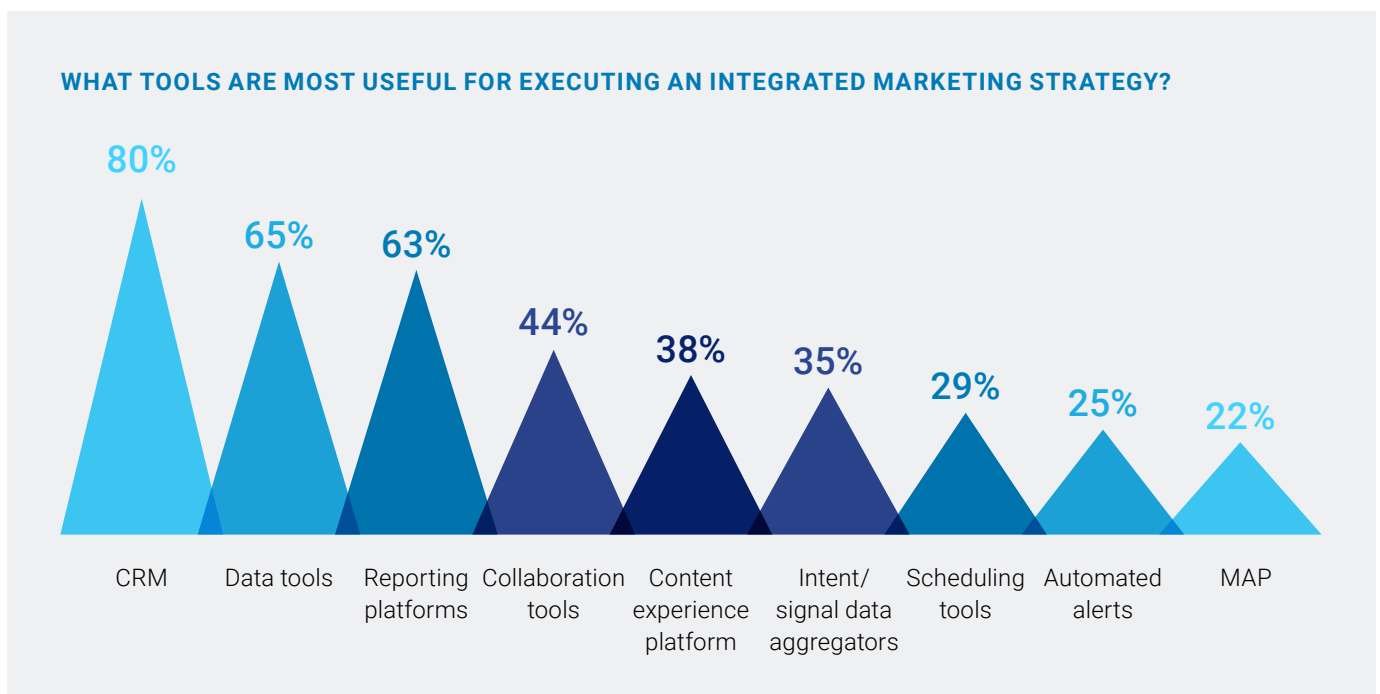 WHAT TOOLS ARE MOST USEFUL FOR EXECUTING AN INTEGRATED MARKETING STRATEGY?
80%
65%
63%
44%
38%
35%
29%
25%
22%
CRM
Data tools
Reporting
platforms
Collaboration
tools
Content
experience
platform
Intent/
signal data
aggregators
Scheduling
tools
Automated
alerts
MAP